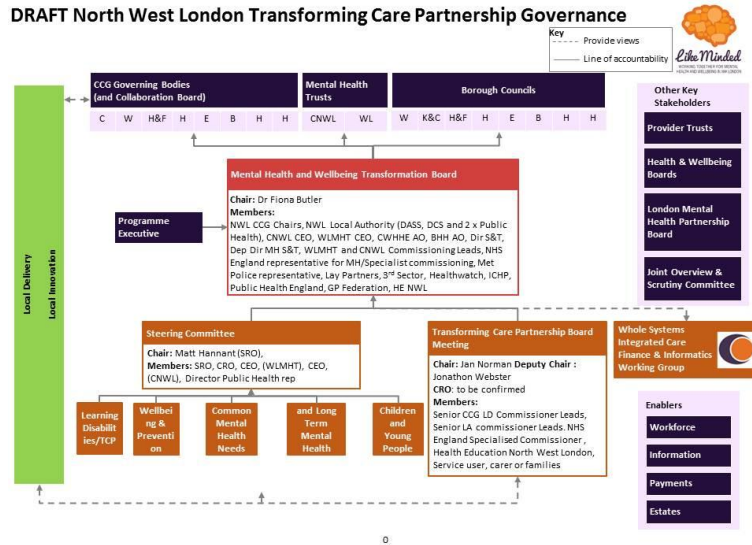 DRAFT North West London Transforming Care Partnership Governance
Key
Provide views
Line of accountability
Like Minded
WORKING TOGETHER FOR MENTAL
HEALTH AND WELLBEING IN NW LONDON
CCG Governing Bodies
(and Collaboration Board)
C W H&F H E B H H
Mental Health
Trusts
CNWL WL
Borough Councils
W K&C H&F H E B H H
Other Key
Stakeholders
Provider Trusts
Health & Wellbeing
Boards
London Mental
Health Partnership
Board
Joint Overview &
Scrutiny Committee
Local Delivery
Local Innovation
Programme
Executive
Mental Health and Wellbeing Transformation Board
Chair: Dr Fiona Butler
Members:
NWL CCG Chairs, NWL Local Authority (DASS, DCS and 2 x Public
Health), CNWL CEO, WLMHT CEO, CWHHE AO, BHH AO, Dir S&T,
Dep Dir MH S&T, WLMHT and CNWL Commissioning Leads, NHS
England representative for MH/Specialist commissioning, Met
Police representative, Lay Partners, 3rd Sector, Healthwatch, ICHP,
Public Health England, GP Federation, HE NWL
Steering Committee
Chair: Matt Hannant (SRO),
Members: SRO, CRO, CEO, (WLMHT), CEO,
(CNWL), Director Public Health rep
Transforming Care Partnership Board
Meeting
Chair: Jan Norman Deputy Chair :
Jonathon Webster
CRO: to be confirmed
Members:
Senior CCG LD Commissioner Leads,
Senior LA commissioner Leads. NHS
England Specialised Commissioner ,
Health Education North West London,
Service user, carer or families
Whole Systems
Integrated Care
Finance & Informatics
Working Group
Learning
Disabilit
ies/TCP
Wellbei
ng &
Preventi
on
Common
Mental
Health
Needs
and Long
Term
Mental
Health
Children
and
Young
People
Enablers
Workforce
Information
Payments
Estates
0